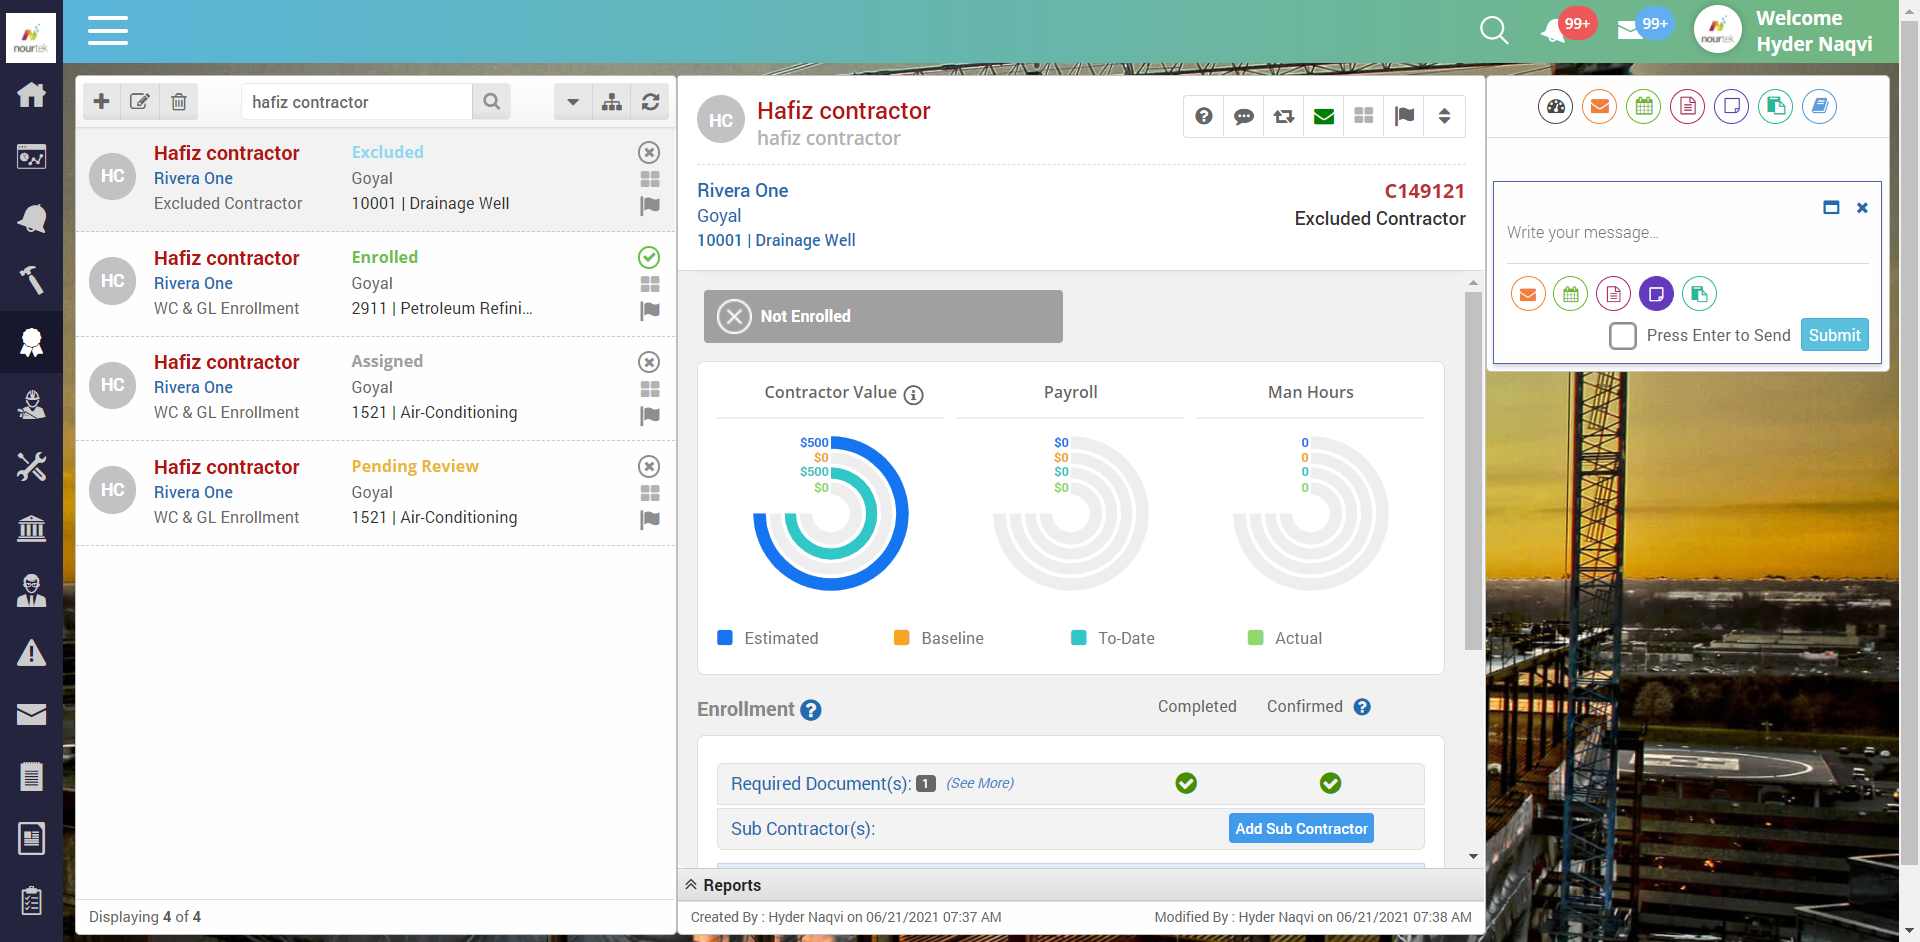 nourtek
99+
99+
nourtek
Welcome
Hyder Naqvi
hafiz contractor
HC
Hafiz contractor
Excluded
Rivera One
Goyal
Excluded Contractor
10001 | Drainage Well
HC
Hafiz contractor
Enrolled
Rivera One
Goyal
WC & GL Enrollment
2911 | Petroleum Refini...
HC
Hafiz contractor
Assigned
Rivera One
Goyal
WC & GL Enrollment
1521 | Air-Conditioning
HC
Hafiz contractor
Pending Review
Rivera One
Goyal
WC & GL Enrollment
1521 | Air-Conditioning
Displaying 4 of 4
HC
Hafiz contractor
hafiz contractor
Rivera One
C149121
Goyal
Excluded Contractor
10001 | Drainage Well
Not Enrolled
Contractor Value
Payroll
Man Hours
$500
$0
$500
$0
$0
$0
$0
$0
0
0
0
0
Estimated
Baseline
To-Date
Actual
Enrollment
Completed
Confirmed
Required Document(s): 1 (See More)
Sub Contractor(s):
Add Sub Contractor
Reports
Created By : Hyder Naqvi on 06/21/2021 07:37 AM
Modified By : Hyder Naqvi on 06/21/2021 07:38 AM
Write your message...
Press Enter to Send
Submit